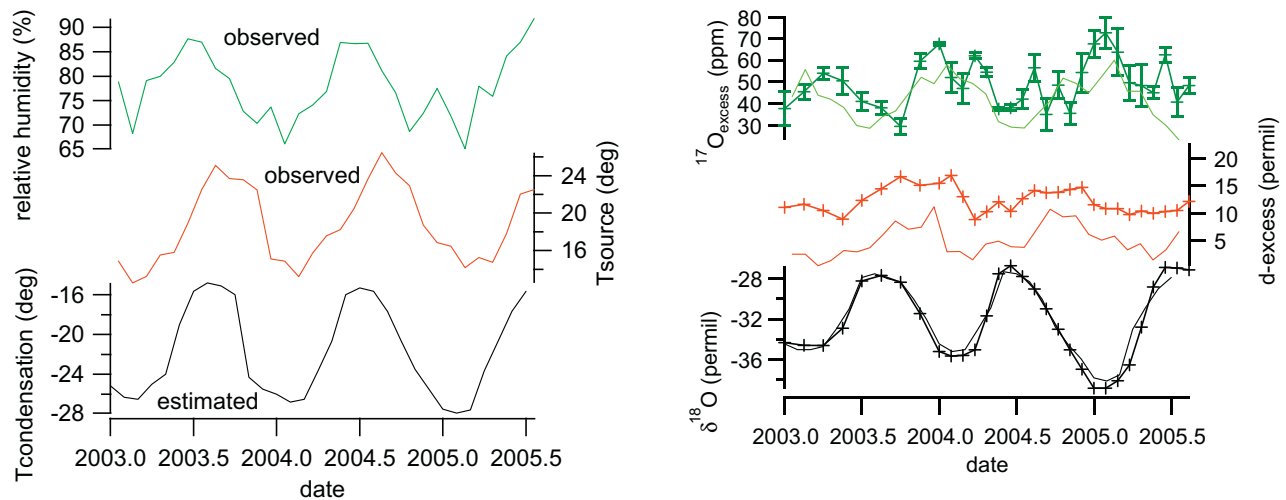 relative humidity (%)
90
85
80
75
70
65
observed
observed
24
20
16
Tsource (deg)
Tcondensation (deg)
-16
-20
-24
-28
estimated
2003.0 2003.5 2004.0 2004.5 2005.0 2005.5
date
17Oexcess (ppm)
80
70
60
50
40
30
20
15
10
5
d-excess (permil)
δ18O (permil)
-28
-32
-36
2003.0 2003.5 2004.0 2004.5 2005.0 2005.5
date